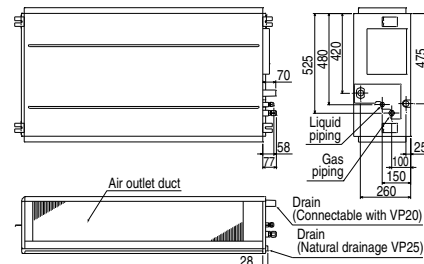 70
58
77
525
480
420
475
Liquid
piping
Gas
piping
25
100
150
260
Air outlet duct
Drain
(Connectable with VP20)
Drain
(Natural drainage VP25)
28